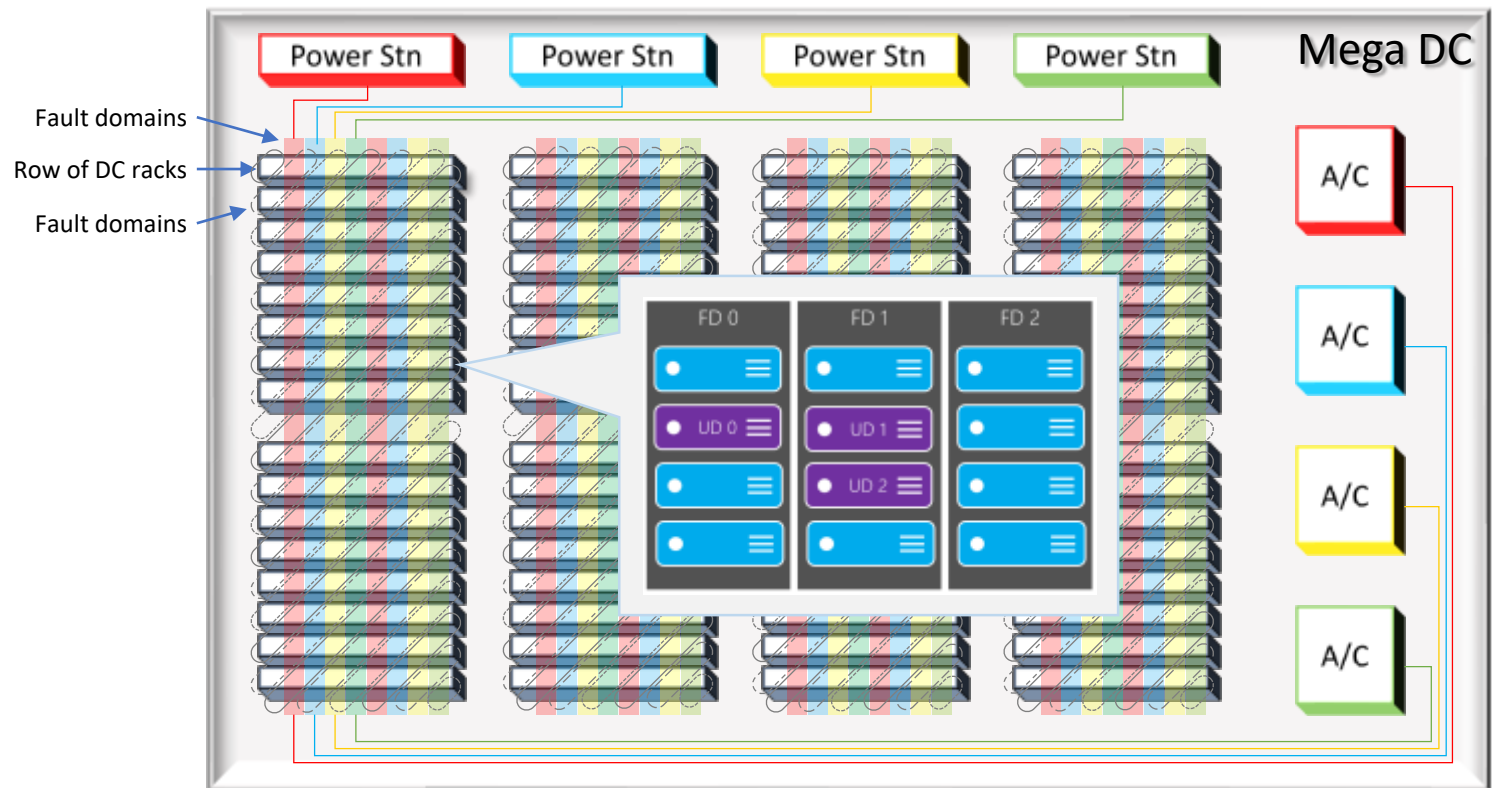 Power Stn
Power Stn
Power Stn
Power Stn
Mega DC
Fault domains
Row of DC racks
Fault domains
A/C
A/C
A/C
A/C
FD 0
FD 1
FD 2
UD 0
UD 1
UD 2